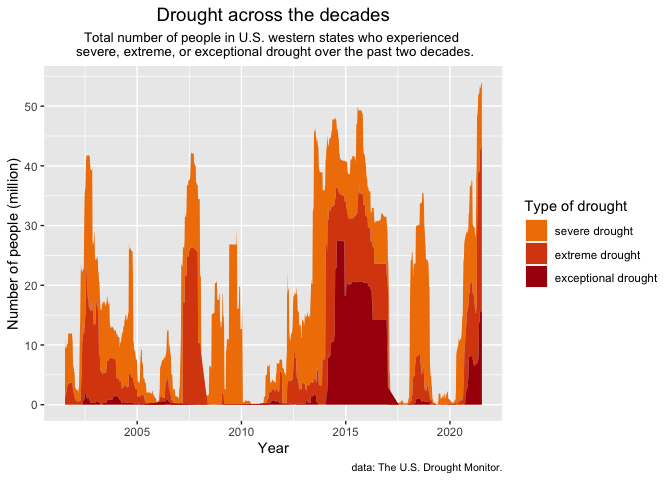 Drought across the decades
Total number of people in U.S. western states who experienced
severe, extreme, or exceptional drought over the past two decades.
Number of people (million)
50
40
30
20
10
0
2005
2010
2015
2020
Year
Type of drought
severe drought
extreme drought
exceptional drought
data: The U.S. Drought Monitor.